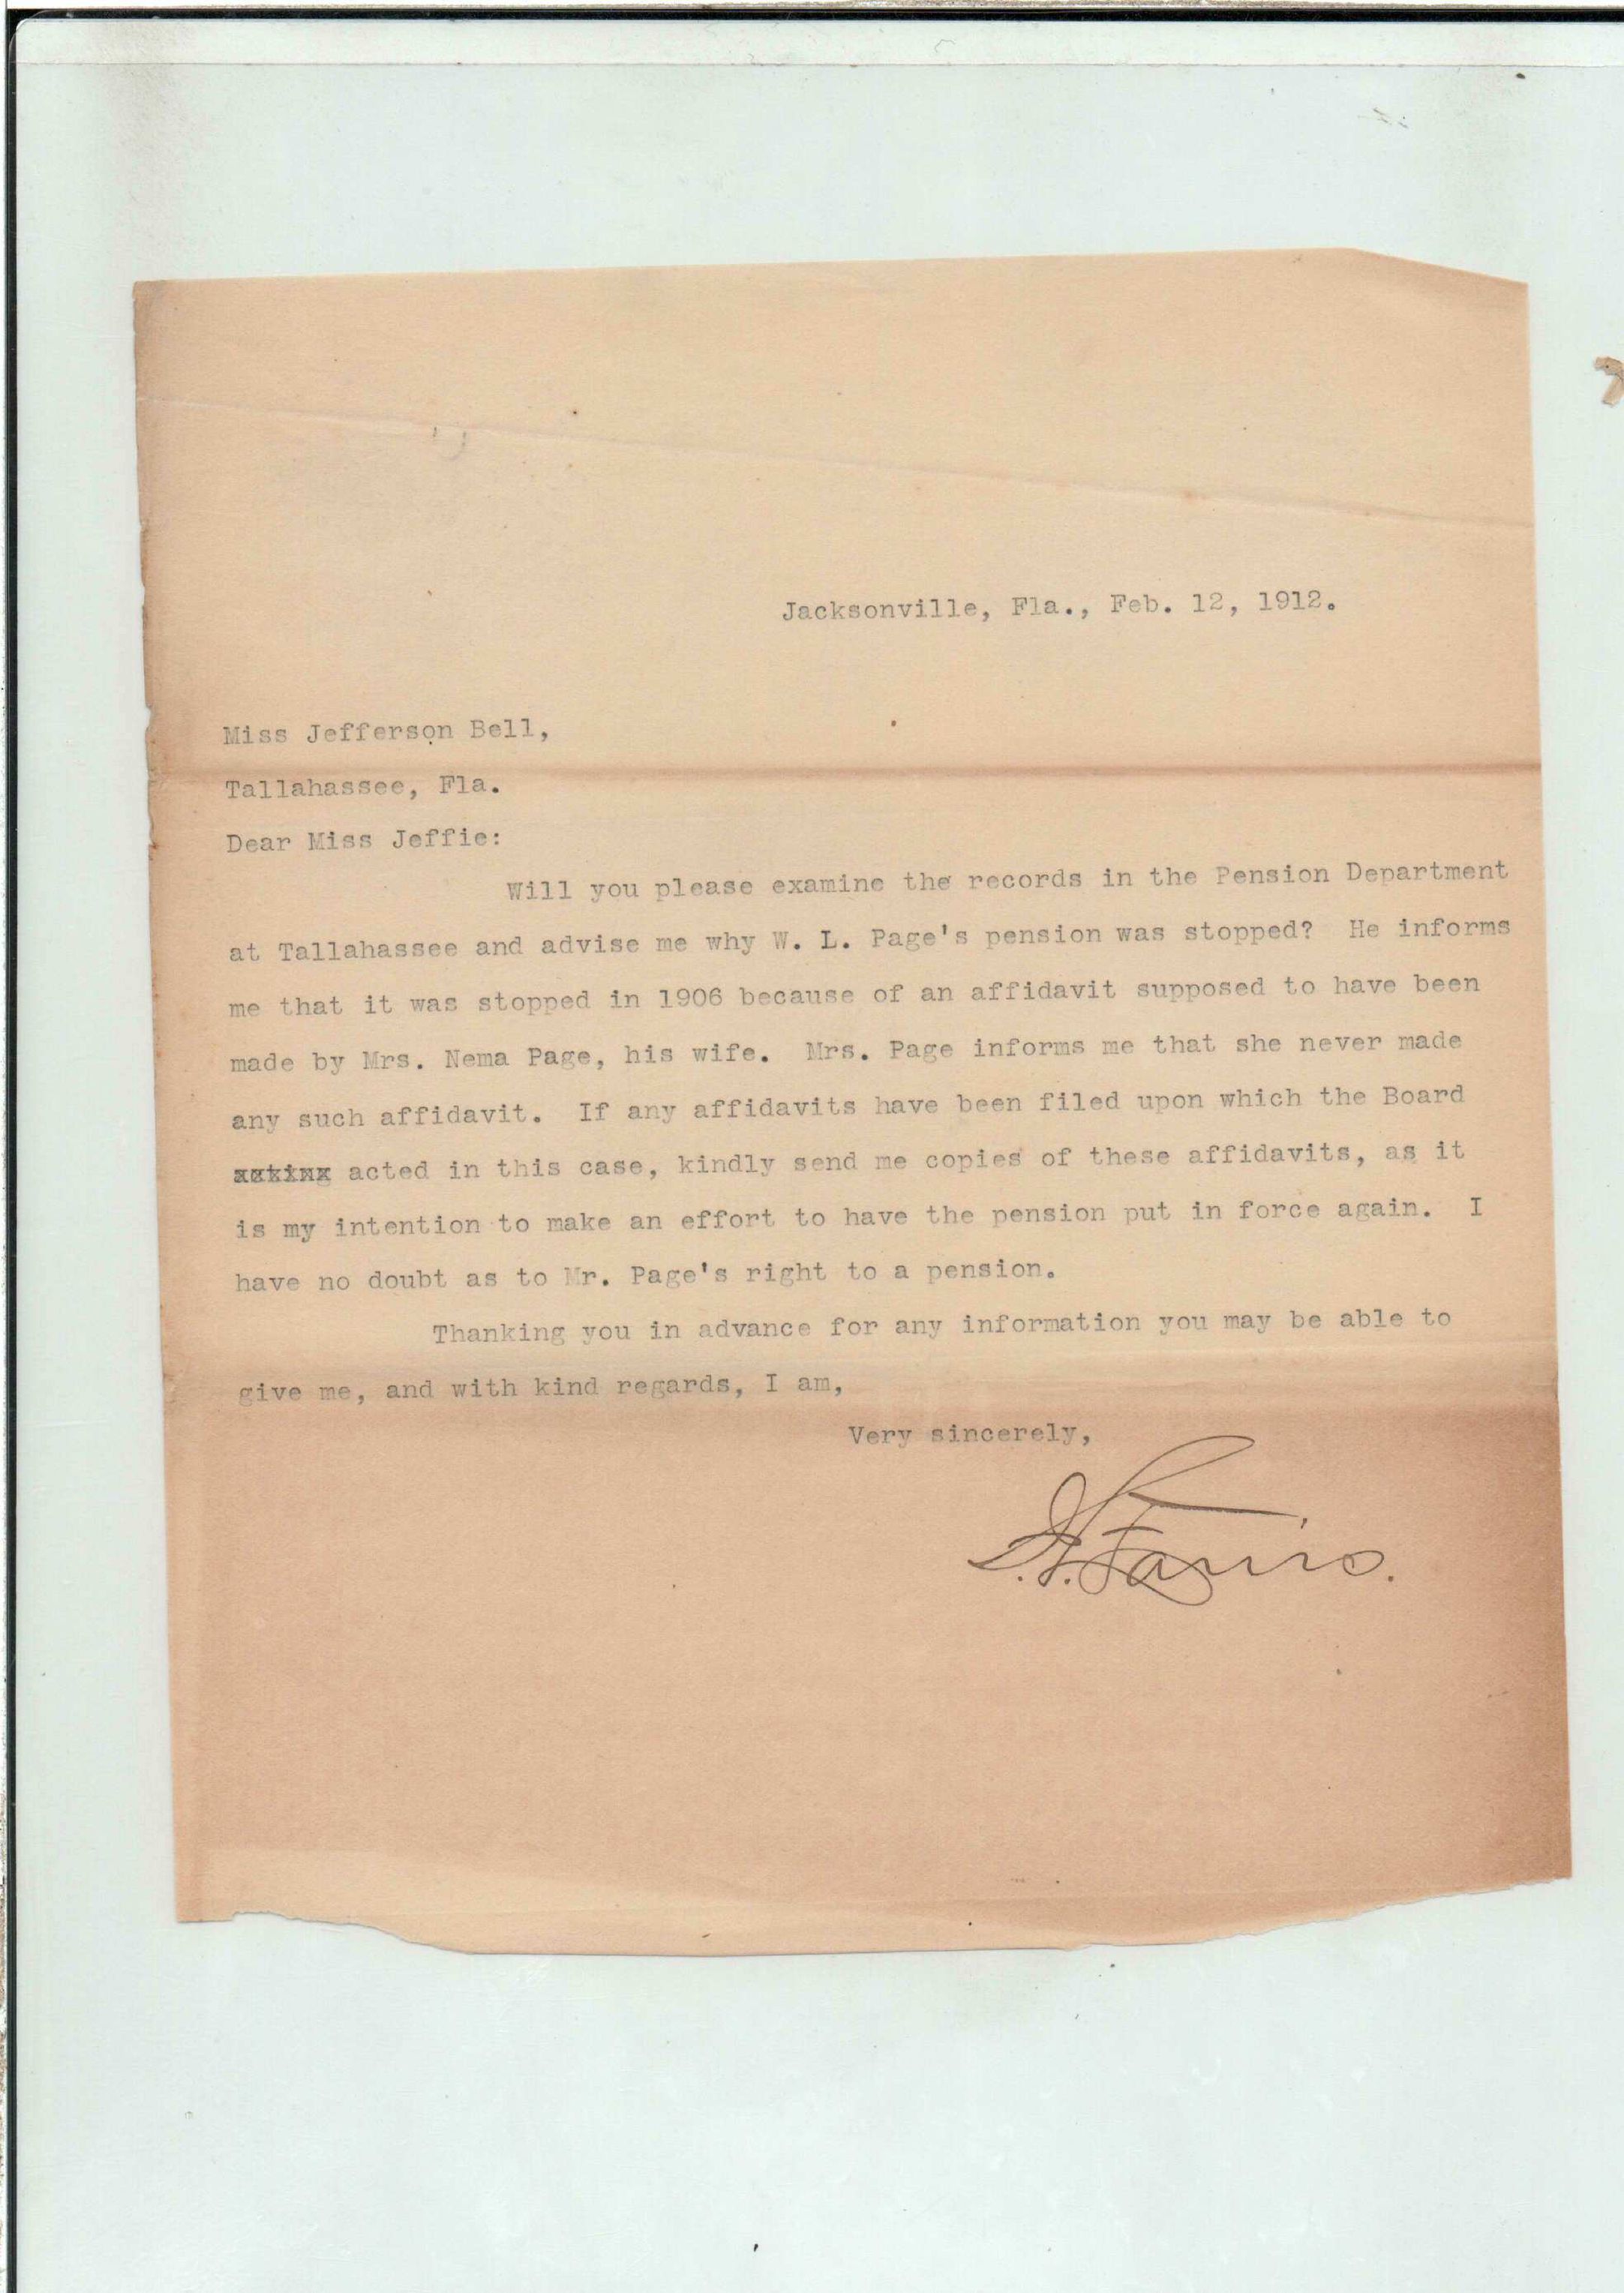 Jacksonville, Fla., Feb. 12, 1912.
Miss Jefferson Bell,
Tallahassee, Fla.
Dear Miss Jeffie:
Will you please examine the records in the Pension Department
at Tallahassee and advise me why W. L. Page's pension was stopped? He informs
me that it was stopped in 1906 because of an affidavit supposed to have been
made by Mrs. Nema Page, his wife. Mrs. Page informs me that she never made
any such affidavit. If any affidavits have been filed upon which the Board
acted in this case, kindly send me copies of these affidavits, as it
is my intention to make an effort to have the pension put in force again. I
have no doubt as to Mr. Page's right to a pension.
Thanking you in advance for any information you may be able to
give me, and with kind regards, I am,
Very sincerely,